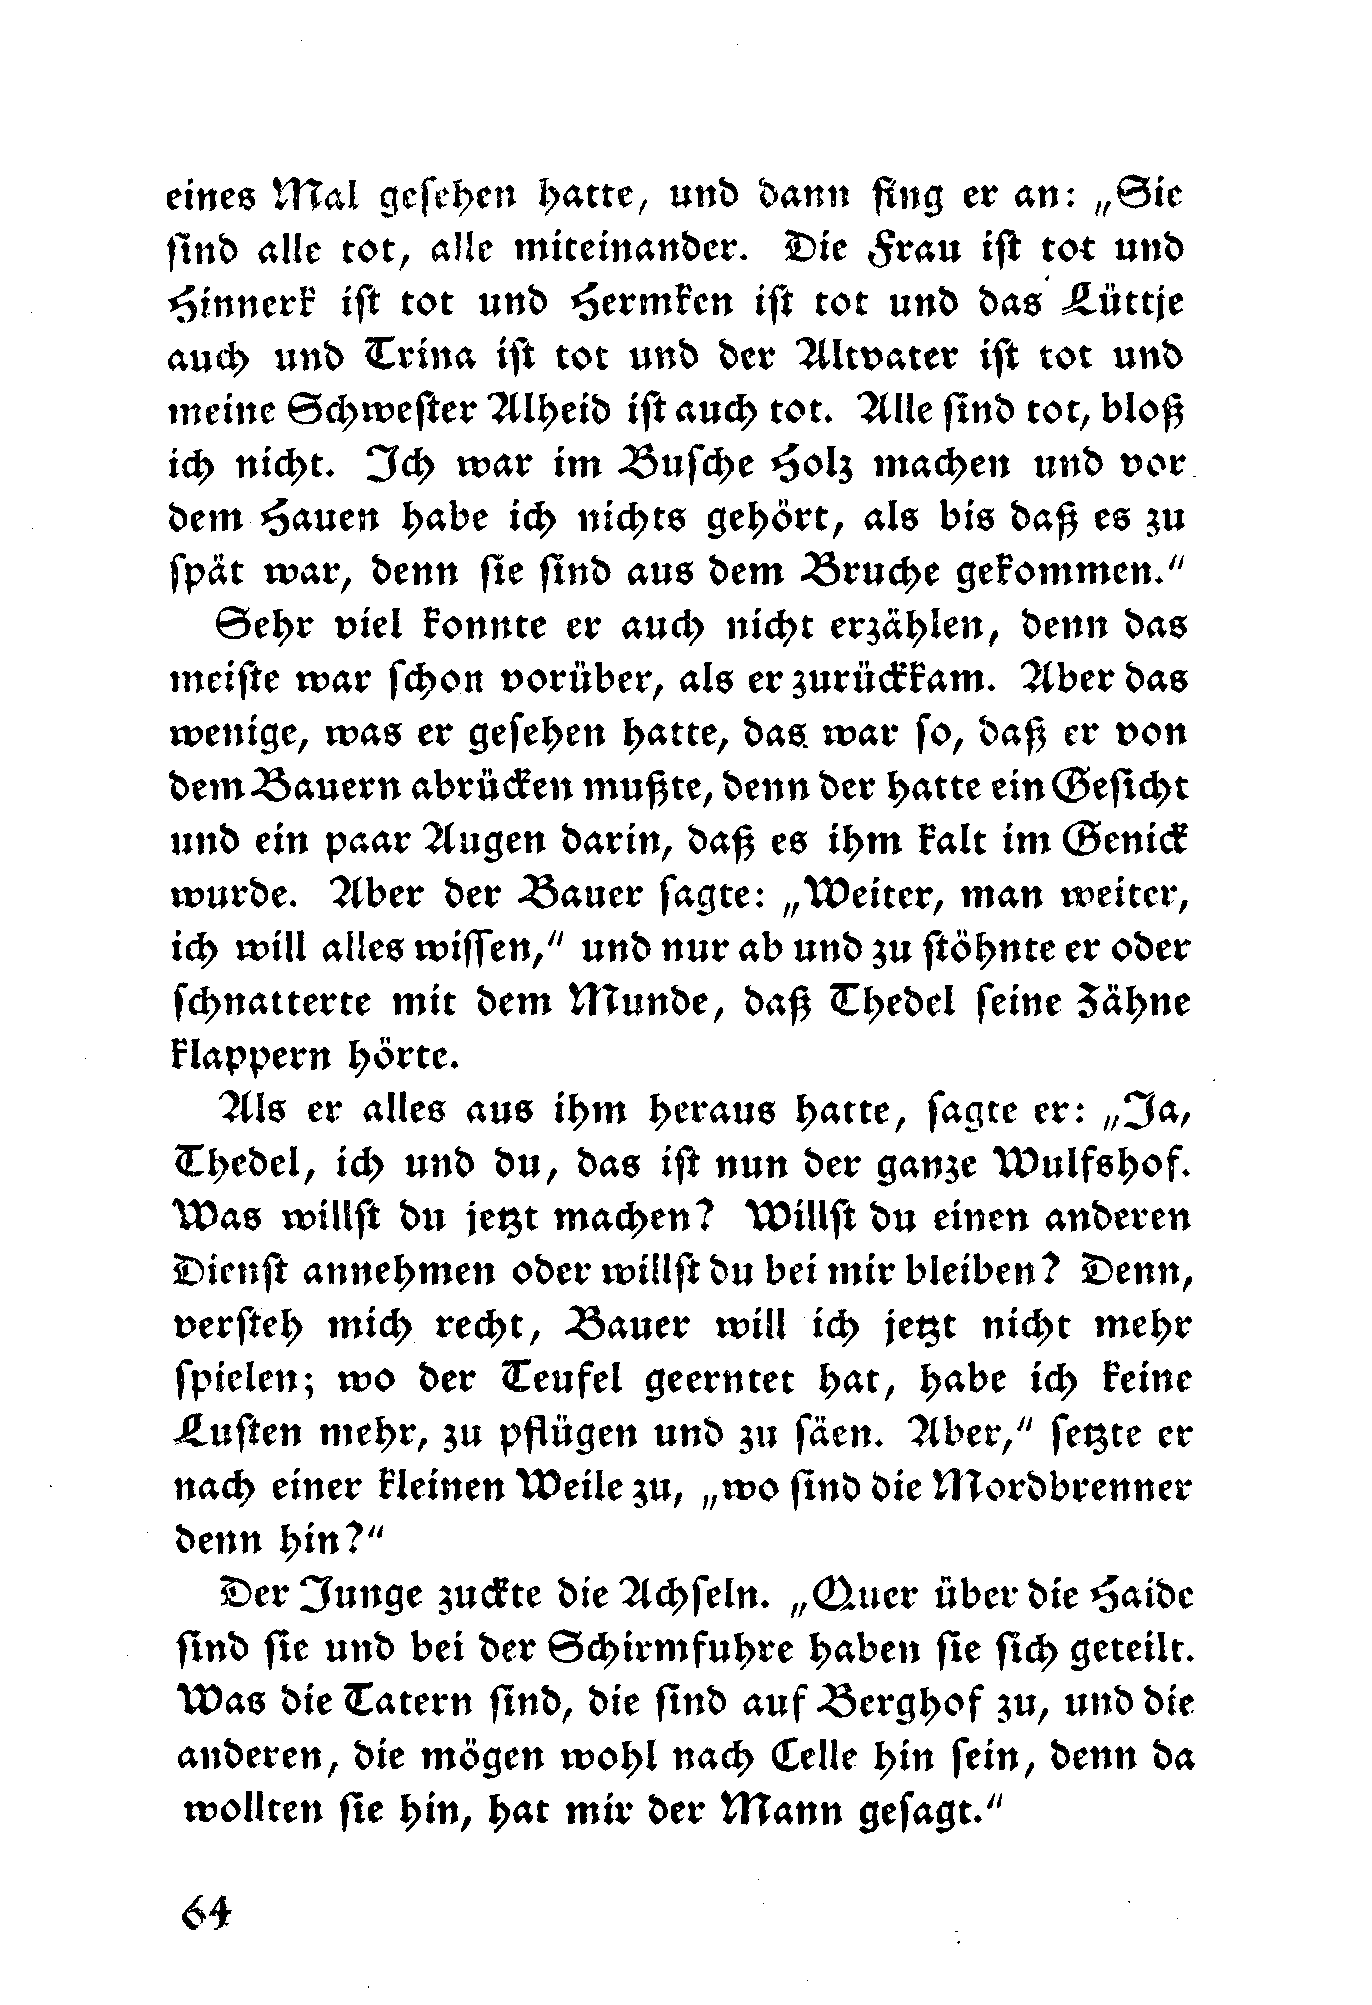 eines Mal gesehen hatte, und dann fing er an: „Sie
sind alle tot, alle miteinander. Die Frau ist tot und
Hinnerk ist tot und Hermken ist tot und das Lüttje
auch und Trina ist tot und der Altvater ist tot und
meine Schwester Alheid ist auch tot. Alle sind tot, bloß
ich nicht. Ich war im Busche Holz machen und vor
dem Hauen habe ich nichts gehört, als bis daß es zu
spät war, denn sie sind aus dem Bruche gekommen.“
Sehr viel konnte er auch nicht erzählen, denn das
meiste war schon vorüber, als er zurückkam. Aber das
wenige, was er gesehen hatte, das war so, daß er von
dem Bauern abrücken mußte, denn der hatte ein Gesicht
und ein paar Augen darin, daß es ihm kalt im Genick
wurde. Aber der Bauer sagte: „Weiter, man weiter,
ich will alles wissen,“ und nur ab und zu stöhnte er oder
schnatterte mit dem Munde, daß Thedel seine Zähne
klappern hörte.
Als er alles aus ihm heraus hatte, sagte er: „Ja,
Thedel, ich und du, das ist nun der ganze Wulfshof.
Was willst du jetzt machen? Willst du einen anderen
Dienst annehmen oder willst du bei mir bleiben? Denn,
versteh mich recht, Bauer will ich jetzt nicht mehr
spielen; wo der Teufel geerntet hat, habe ich keine
Lusten mehr, zu pflügen und zu säen. Aber,“ setzte er
nach einer kleinen Weile zu, „wo sind die Mordbrenner
denn hin?“
Der Junge zuckte die Achseln. „Quer über die Haide
sind sie und bei der Schirmfuhre haben sie sich geteilt.
Was die Tatern sind, die sind auf Berghof zu, und die
anderen, die mögen wohl nach Celle hin sein, denn da
wollten sie hin, hat mir der Mann gesagt.“
64